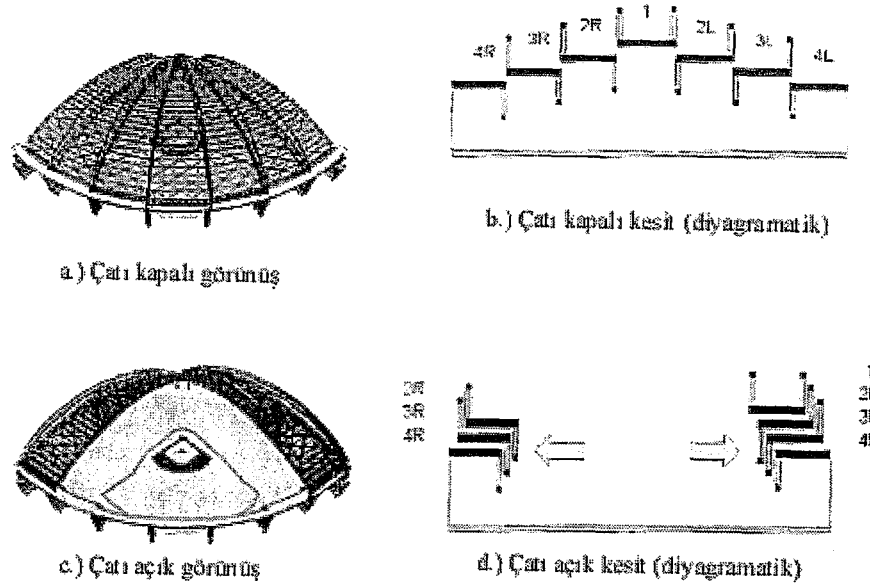 4R 3R 2R 1 2L 3L 4L
a.) Çatı kapalı görünüş
b.) Çatı kapalı kesit (diyagramatik)
2R
3R
4R
1
c.) Çatı açık görünüş
d.) Çatı açık kesit (diyagramatik)